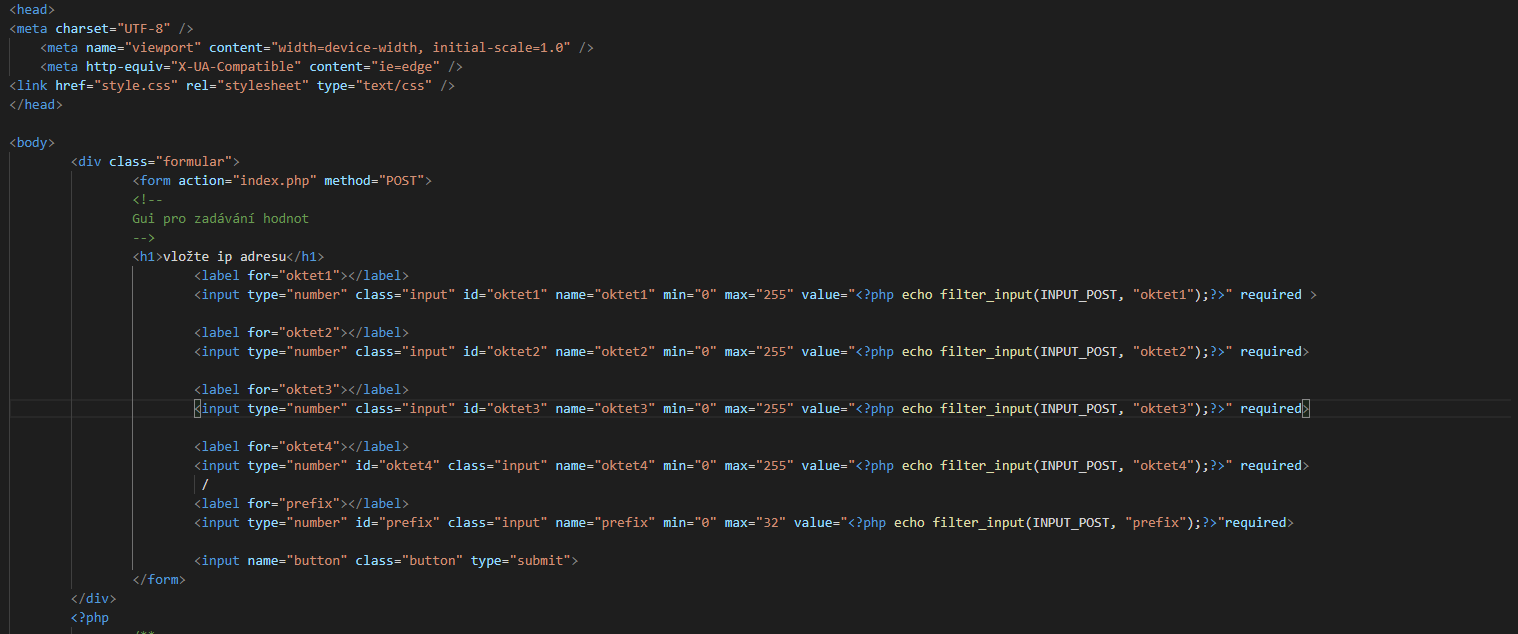 <head>
<meta charset="UTF-8" />
<meta name="viewport" content="width=device-width, initial-scale=1.0" />
<meta http-equiv="X-UA-Compatible" content="ie=edge" />
<link href="style.css" rel="stylesheet" type="text/css" />
</head>
<body>
<div class="formular">
<form action="index.php" method="POST">
<!--
Gui pro zadávání hodnot
-->
<h1>vložte ip adresu</h1>
<label for="oktet1"></label>
<input type="number" class="input" id="oktet1" name="oktet1" min="0" max="255" value="<?php echo filter_input(INPUT_POST, "oktet1");?>" required >
<label for="oktet2"></label>
<input type="number" class="input" id="oktet2" name="oktet2" min="0" max="255" value="<?php echo filter_input(INPUT_POST, "oktet2");?>" required>
<label for="oktet3"></label>
<input type="number" class="input" id="oktet3" name="oktet3" min="0" max="255" value="<?php echo filter_input(INPUT_POST, "oktet3");?>" required>
<label for="oktet4"></label>
<input type="number" id="oktet4" class="input" name="oktet4" min="0" max="255" value="<?php echo filter_input(INPUT_POST, "oktet4");?>" required>
/
<label for="prefix"></label>
<input type="number" id="prefix" class="input" name="prefix" min="0" max="32" value="<?php echo filter_input(INPUT_POST, "prefix");?>"required>
<input name="button" class="button" type="submit">
</form>
</div>
<?php
/**